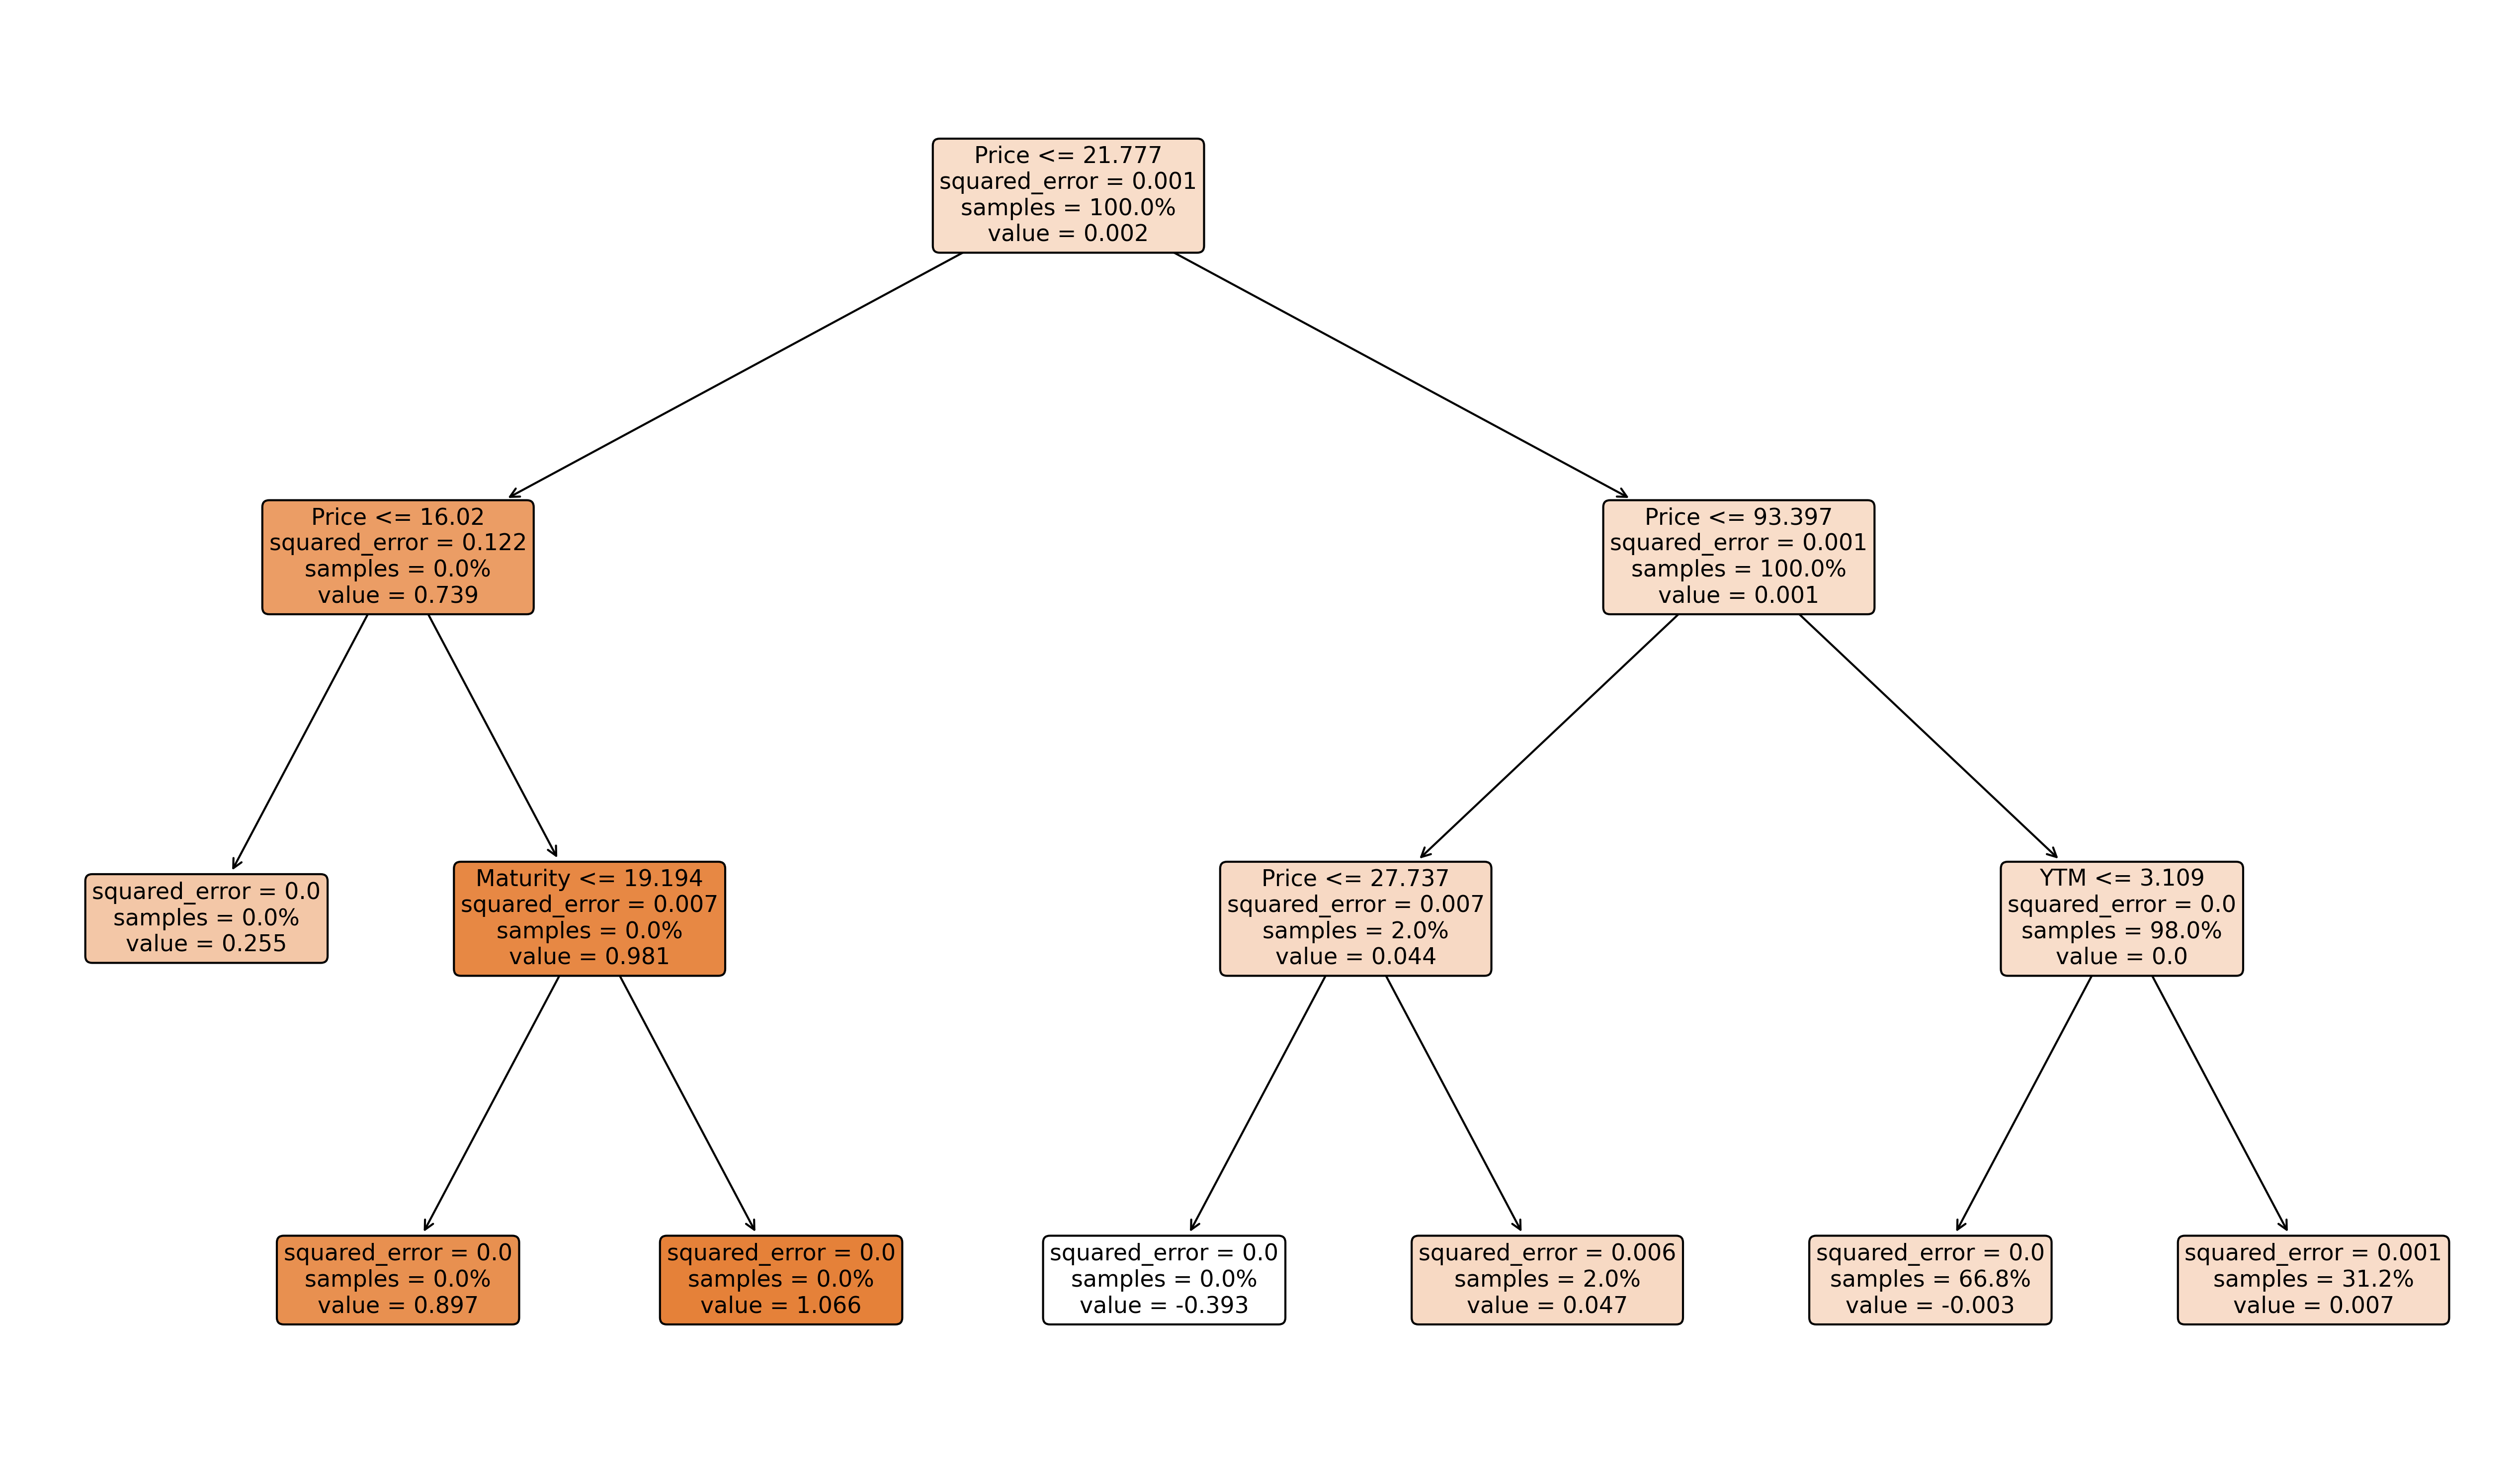 Price <= 21.777
squared_error = 0.001
samples = 100.0%
value = 0.002
Price <= 16.02
squared_error = 0.122
samples = 0.0%
value = 0.739
Price <= 93.397
squared_error = 0.001
samples = 100.0%
value = 0.001
squared_error = 0.0
samples = 0.0%
value = 0.255
Maturity <= 19.194
squared_error = 0.007
samples = 0.0%
value = 0.981
Price <= 27.737
squared_error = 0.007
samples = 2.0%
value = 0.044
YTM <= 3.109
squared_error = 0.0
samples = 98.0%
value = 0.0
squared_error = 0.0
samples = 0.0%
value = 0.897
squared_error = 0.0
samples = 0.0%
value = 1.066
squared_error = 0.0
samples = 0.0%
value = -0.393
squared_error = 0.006
samples = 2.0%
value = 0.047
squared_error = 0.0
samples = 66.8%
value = -0.003
squared_error = 0.001
samples = 31.2%
value = 0.007